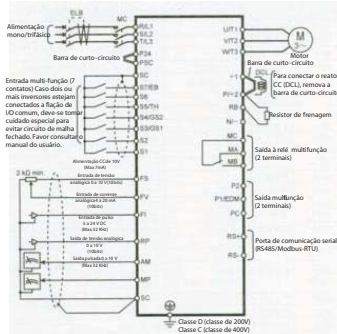 ELB
MC
Alimentação
mono/trifásico
R/L1
S/L2
T/L3
U/T1
V/T2
W/T3
M
3~
Motor
P24
PSC
Barra de curto-circuito
Barra de curto-circuito
SC
Entrada multi-função (7
contatos) Caso dois ou
mais inversores estejam
conectados a fiação de
I/O comum, deve-se tomar
cuidado especial para
evitar circuito de malha
fechado. Favor consultar
manual do usuário.
S7/EB
S6
S5/TH
S4/GS2
S3/GS1
S2
S1
+1
P/+2
DCL
Para conectar o reato
CC (DCL), remova a
barra de curto-circuito
RB
N/-
Resistor de frenagem
MC
MA
MB
Saída à relé multifunção
(2 terminais)
Alimentação CC de 10V
(Max 7mA)
2 kΩ min
FS
Entrada de tensão
analógica 0 a 10 V(10bits)
FV
Entrada de corrente
analógica 4 a 20 mA
(10bits)
FI
Entrada de pulso
5 a 24 V DC
(Max 32 KHz)
RP
Saída de tensão analógica
0 a 10 V
(10bits)
AM
Saída pulsada 0 a 10 V
(Max 32 KHz)
MP
SC
P2
P1/EDM
PC
Saída multifunção
(2 terminais)
RS+
RS-
Porta de comunicação serial
(RS485/Modbus-RTU)
Classe D (classe de 200V)
Classe C (classe de 400V)